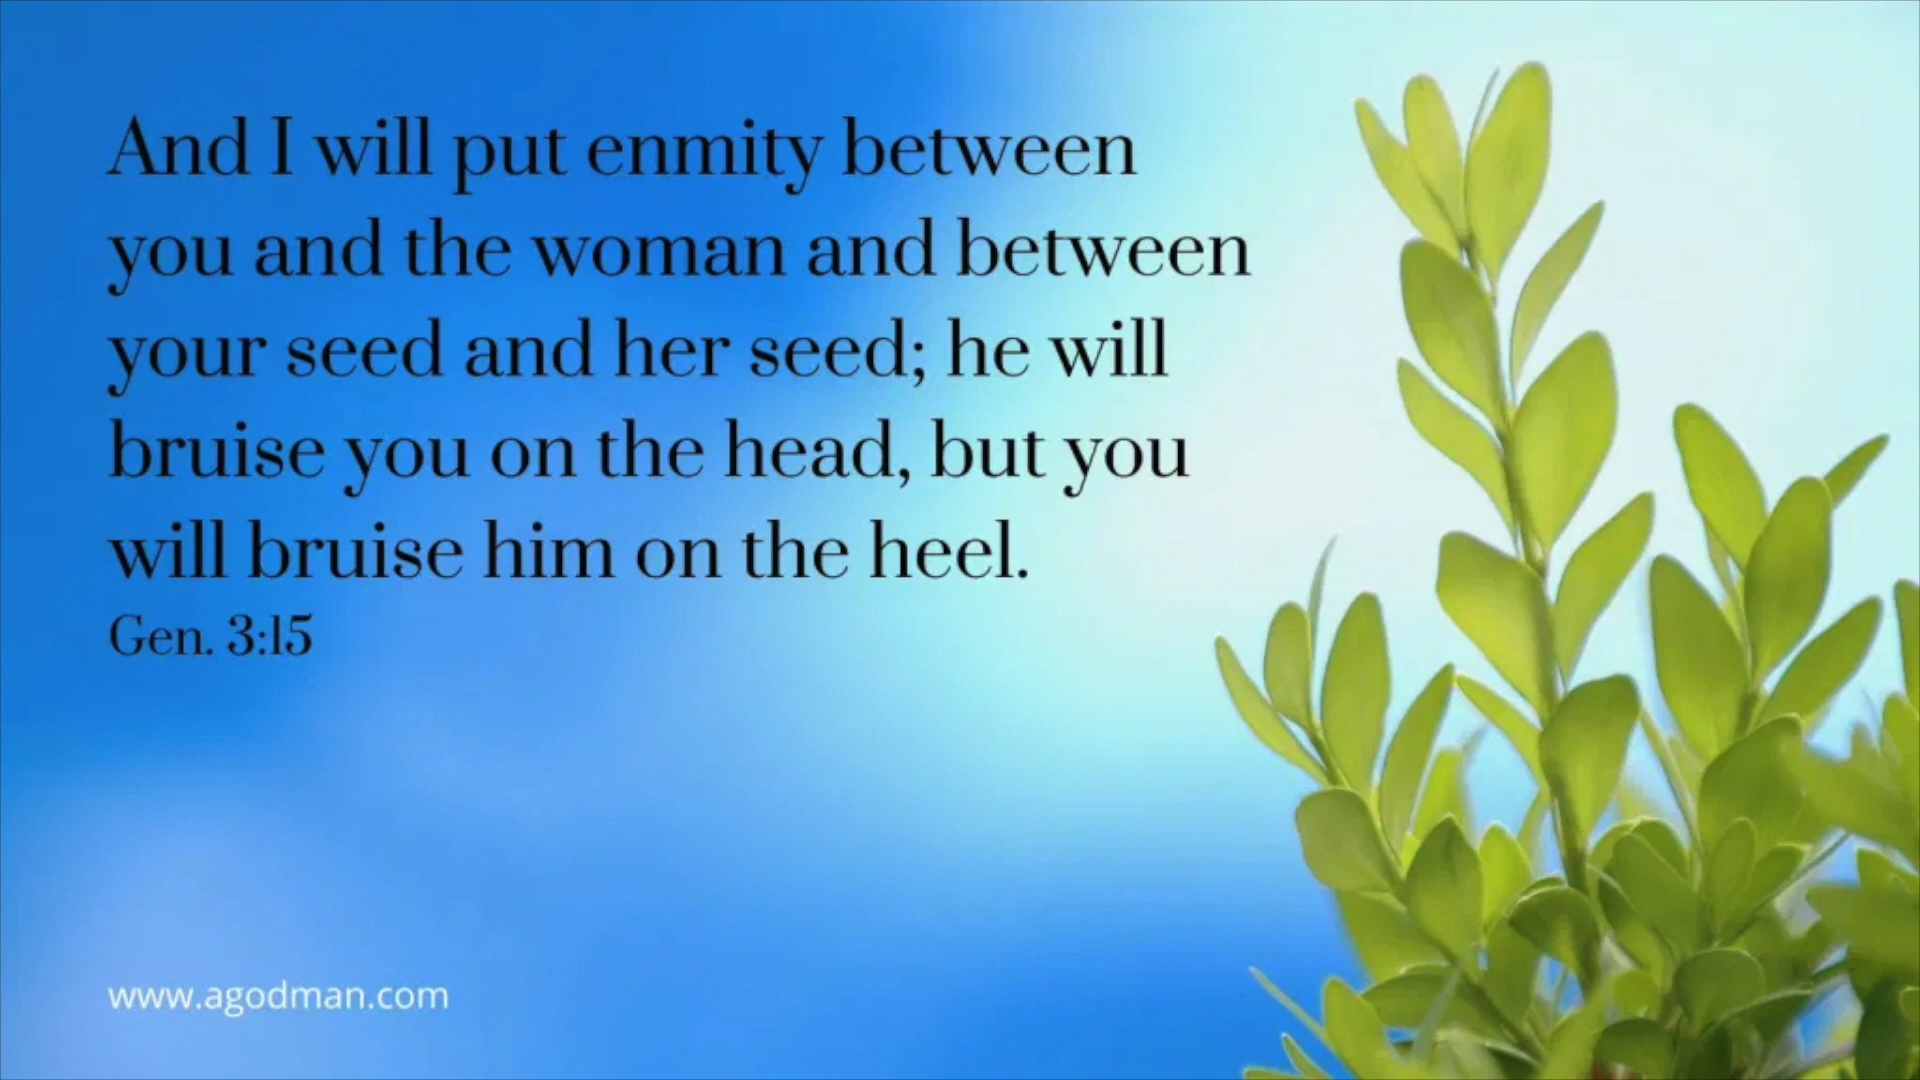 And I will put enmity between
you and the woman and between
your seed and her seed; he will
bruise you on the head, but you
will bruise him on the heel.
Gen. 3:15
www.agodman.com